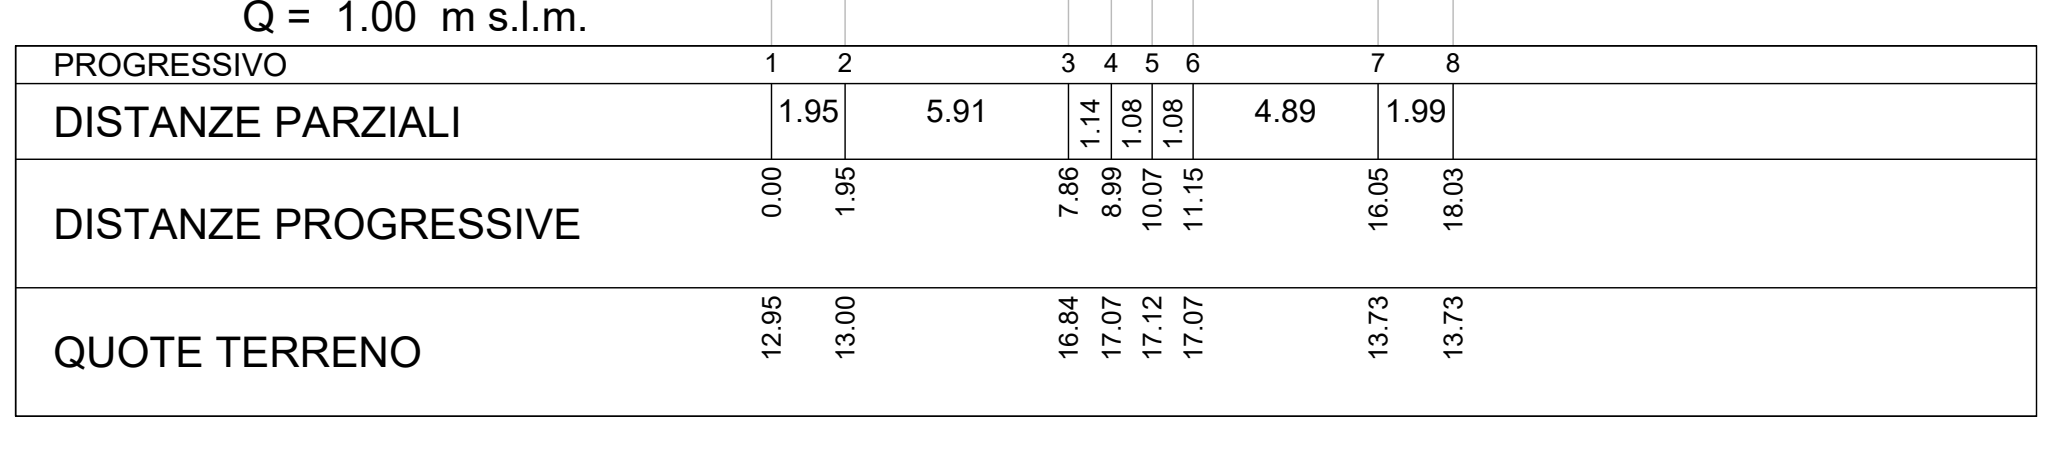 Q = 1.00 m s.l.m.
PROGRESSIVO 1 2 3 4 5 6 7 8
DISTANZE PARZIALI 1.95 5.91 1.14 1.08 1.08 4.89 1.99
DISTANZE PROGRESSIVE 0.00 1.95 7.86 8.99 10.07 11.15 16.05 18.03
QUOTE TERRENO 12.95 13.00 16.84 17.07 17.12 17.07 13.73 13.73